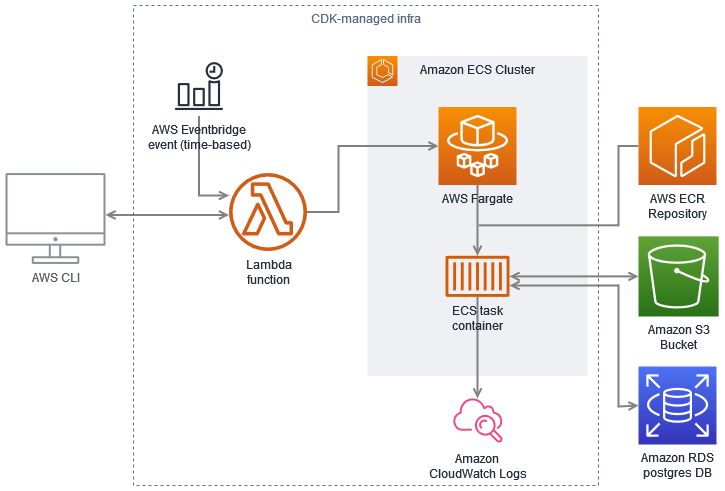 CDK-managed infra
Amazon ECS Cluster
AWS Eventbridge
event (time-based)
AWS Fargate
AWS ECR
Repository
AWS CLI
Lambda
function
ECS task
container
Amazon S3
Bucket
Amazon
CloudWatch Logs
Amazon RDS
postgres DB